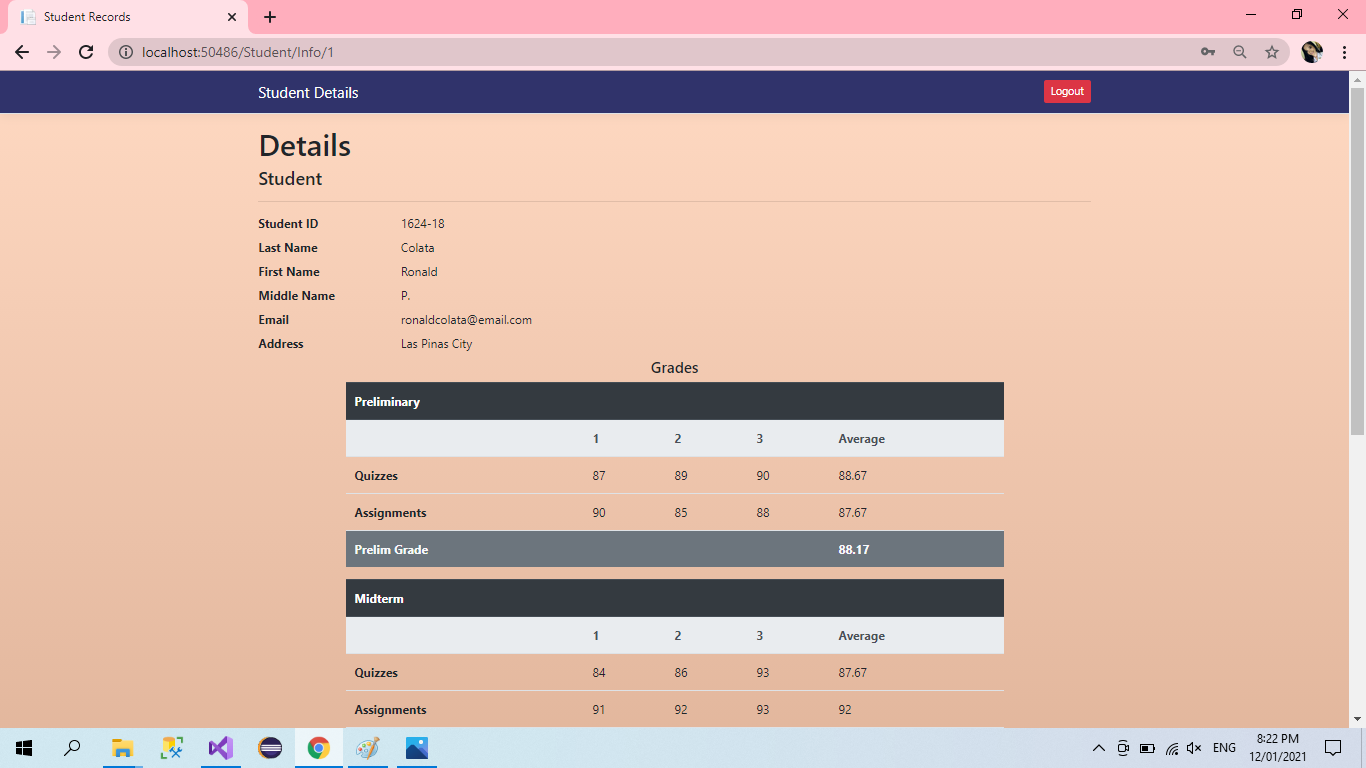 Student Records
localhost:50486/Student/Info/1
Student Details Logout
Details
Student
Student ID 1624-18
Last Name Colata
First Name Ronald
Middle Name P.
Email ronaldcolata@email.com
Address Las Pinas City
Grades
Preliminary
1 2 3 Average
Quizzes 87 89 90 88.67
Assignments 90 85 88 87.67
Prelim Grade 88.17
Midterm
1 2 3 Average
Quizzes 84 86 93 87.67
Assignments 91 92 93 92
ENG
8:22 PM
12/01/2021